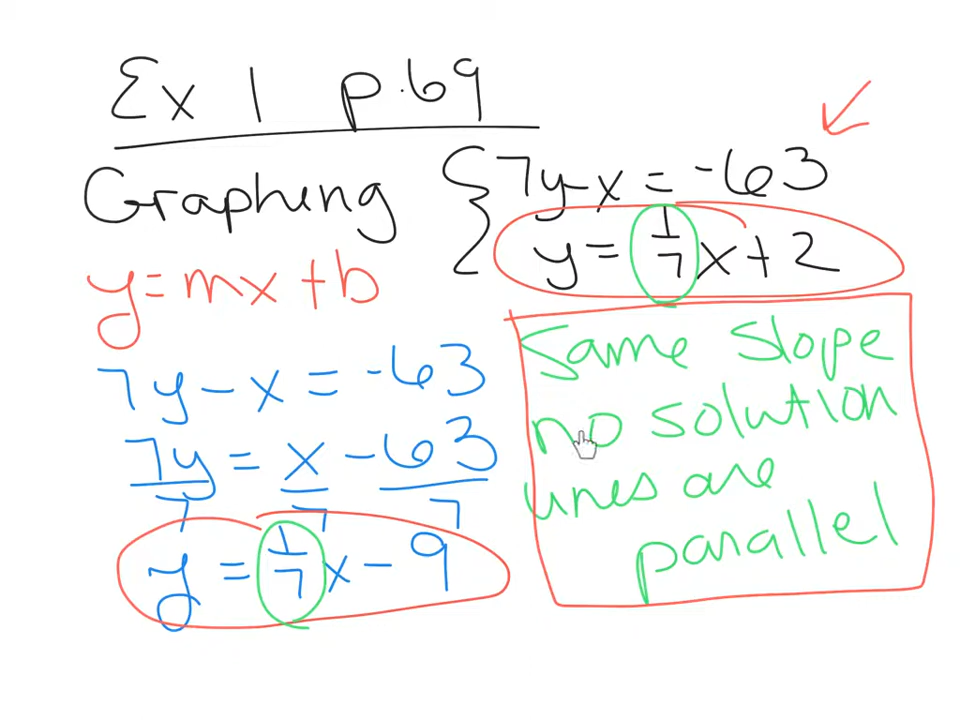 Ex 1 p.69
Graphing { 7y-x = -63
y = 1/7 x + 2
y = mx + b
7y - x = -63
7y/7 = x/7 - 63/7
y = 1/7 x - 9
Same Slope
no solution
lines are
parallel